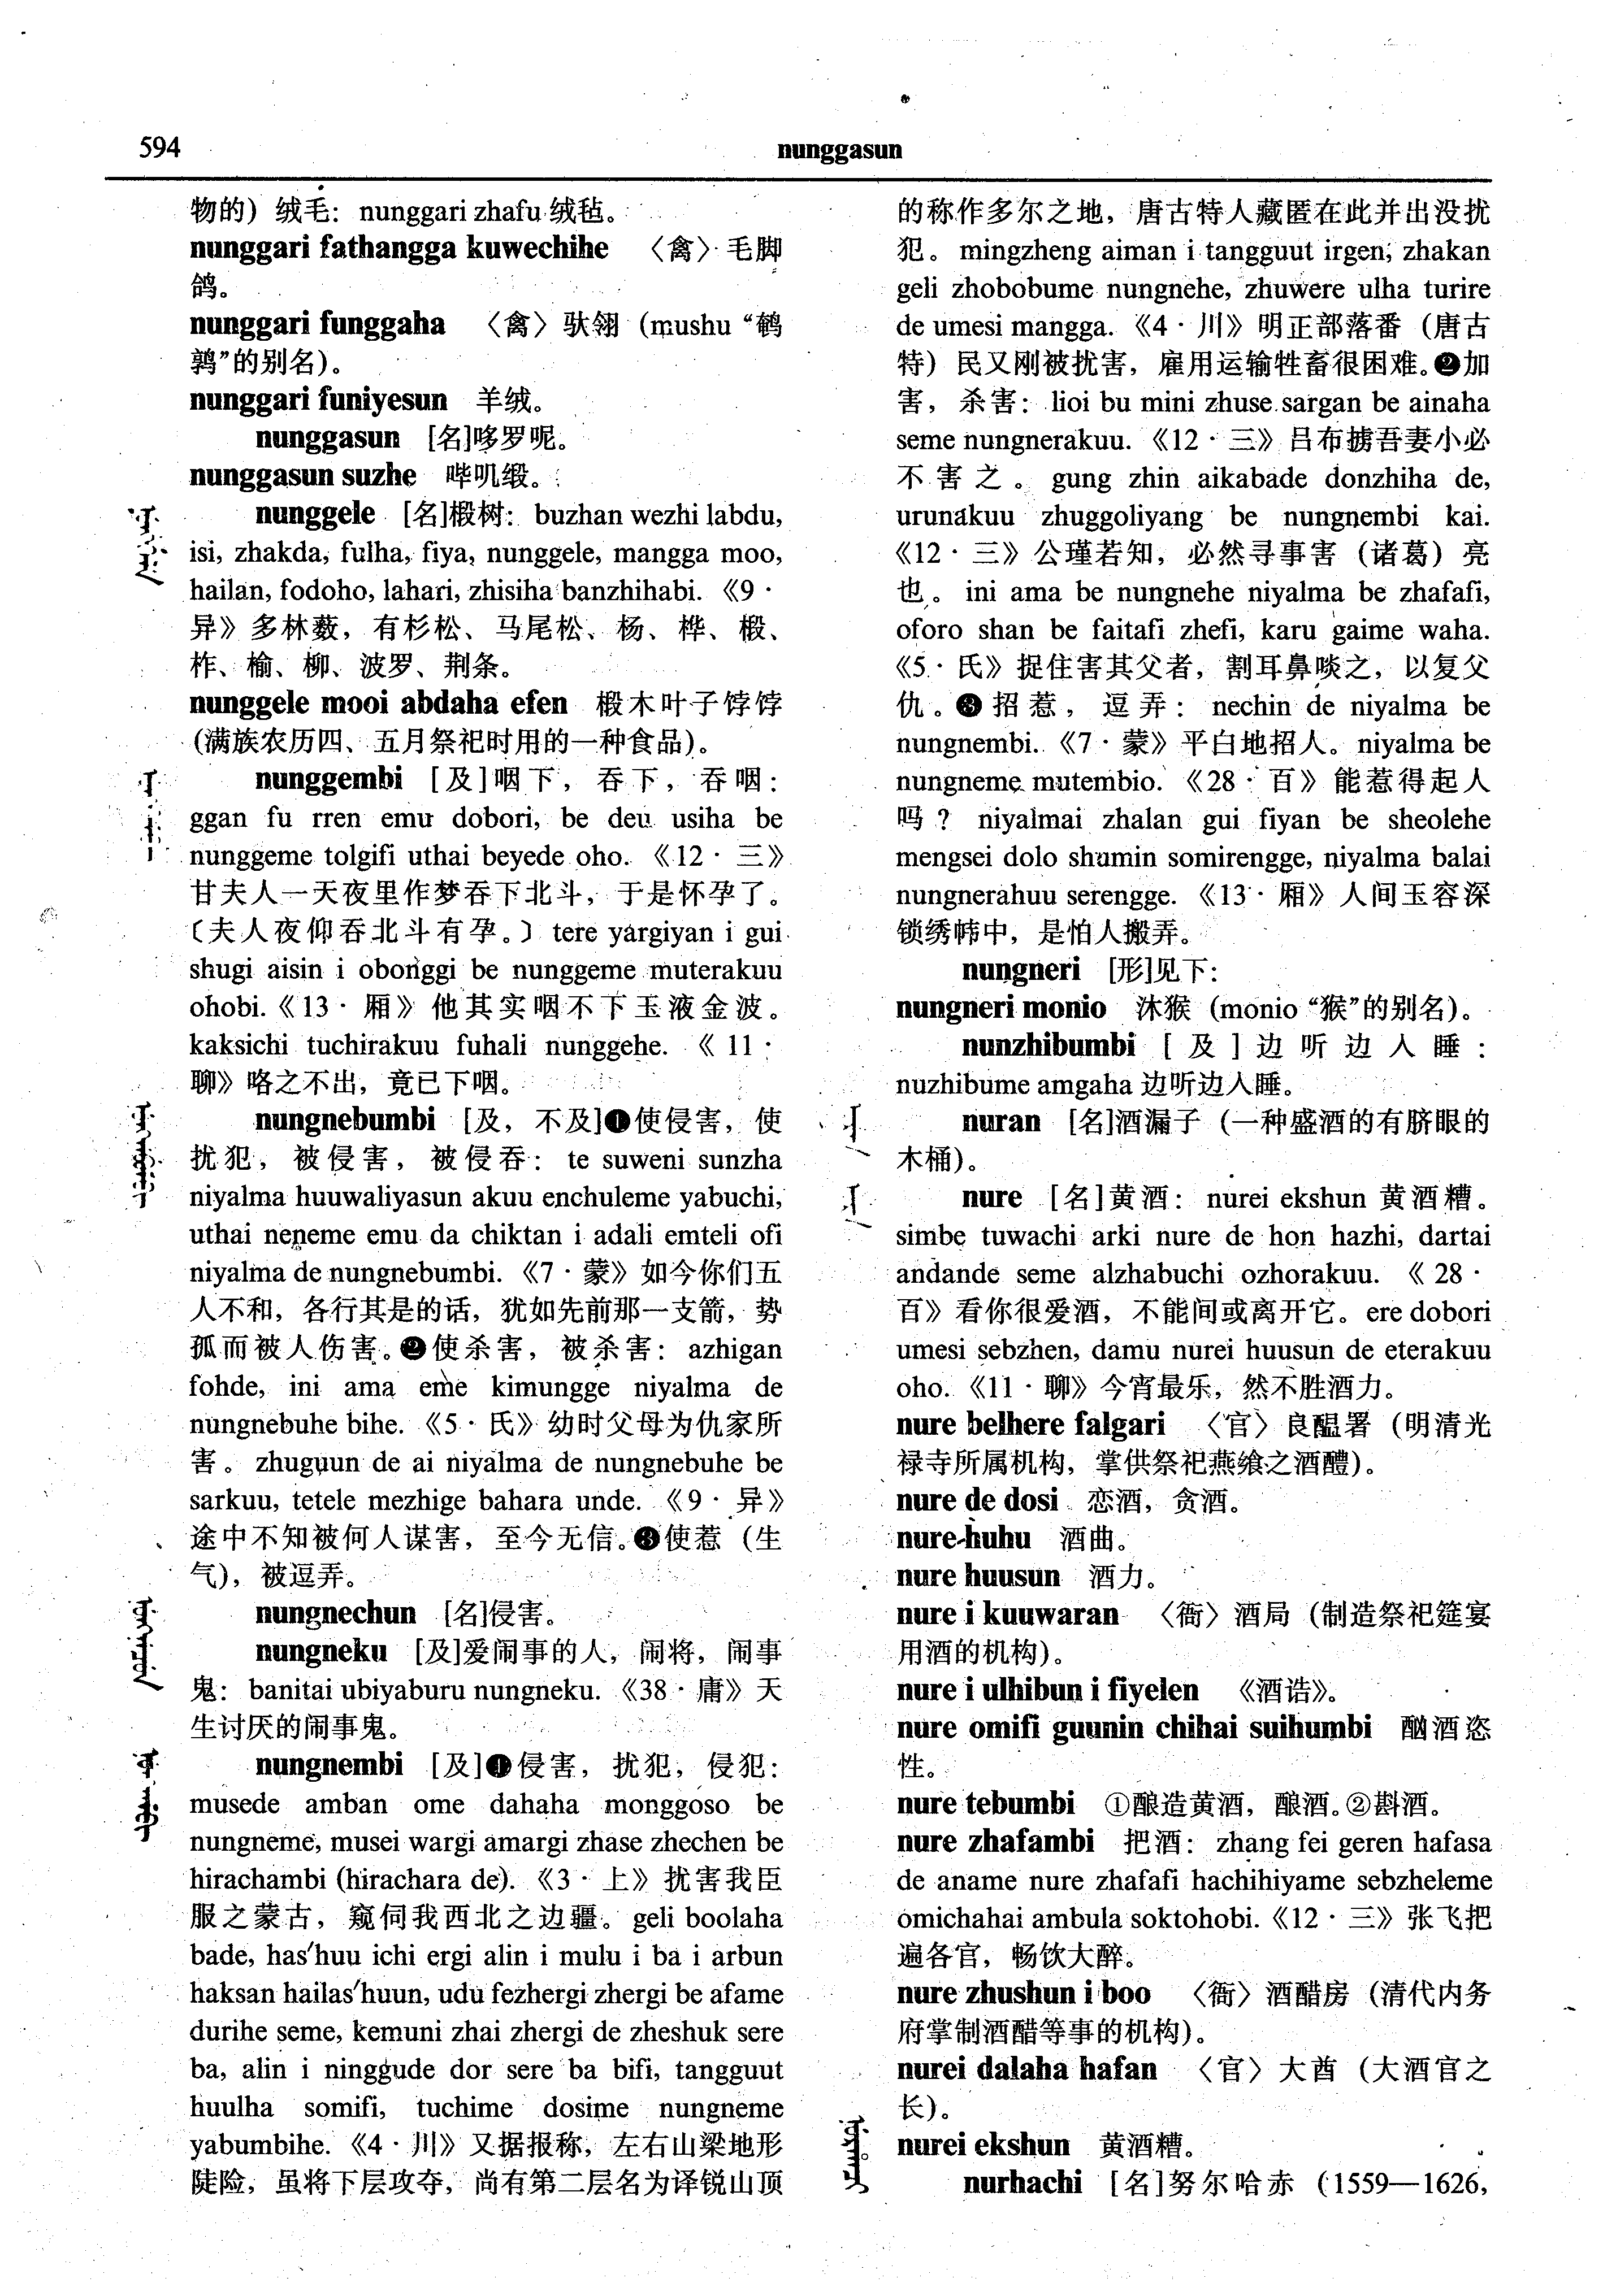 594
nunggasun
物的）绒毛：nunggari zhafu 绒毡。
nunggari fathangga kuwechihe 〈禽〉毛脚
鸽。
nunggari funggaha 〈禽〉驮翎（mushu “鹌
鹑”的别名）。
nunggari funiyesun 羊绒。
nunggasun [名]哆罗呢。
nunggasun suzhe 哔叽缎。
nunggele [名]椴树：buzhan wezhi labdu,
isi, zhakda, fulha, fiya, nunggele, mangga moo,
hailan, fodoho, lahari, zhisiha banzhihabi.《9·
异》多林薮，有杉松、马尾松、杨、桦、椴、
柞、榆、柳、波罗、荆条。
nunggele mooi abdaha efen 椴木叶子饽饽
（满族农历四、五月祭祀时用的一种食品）。
nunggembi [及]咽下，吞下，吞咽：
ggan fu rren emu dobori, be deu usiha be
nunggeme tolgifi uthai beyede oho.《12·三》
甘夫人一天夜里作梦吞下北斗，于是怀孕了。
〔夫人夜仰吞北斗有孕。〕tere yargiyan i gui
shugi aisin i obonggi be nunggeme muterakuu
ohobi.《13·厢》他其实咽不下玉液金波。
kaksichi tuchirakuu fuhali nunggehe.《11·
聊》咯之不出，竟已下咽。
nungnebumbi [及，不及]❶使侵害，使
扰犯，被侵害，被侵吞：te suweni sunzha
niyalma huuwaliyasun akuu enchuleme yabuchi,
uthai neneme emu da chiktan i adali emteli ofi
niyalma de nungnebumbi.《7·蒙》如今你们五
人不和，各行其是的话，犹如先前那一支箭，势
孤而被人伤害。❷使杀害，被杀害：azhigan
fohde, ini ama eme kimungge niyalma de
nungnebuhe bihe.《5·氏》幼时父母为仇家所
害。zhuguun de ai niyalma de nungnebuhe be
sarkuu, tetele mezhige bahara unde.《9·异》
途中不知被何人谋害，至今无信。❸使惹（生
气），被逗弄。
nungnechun [名]侵害。
nungneku [及]爱闹事的人，闹将，闹事
鬼：banitai ubiyaburu nungneku.《38·庸》天
生讨厌的闹事鬼。
nungnembi [及]❶侵害，扰犯，侵犯：
musede amban ome dahaha monggoso be
nungneme, musei wargi amargi zhase zhechen be
hirachambi (hirachara de).《3·上》扰害我臣
服之蒙古，窥伺我西北之边疆。geli boolaha
bade, has'huu ichi ergi alin i mulu i ba i arbun
haksan hailas'huun, udu fezhergi zhergi be afame
durihe seme, kemuni zhai zhergi de zheshuk sere
ba, alin i ninggude dor sere ba bifi, tangguut
huulha somifi, tuchime dosime nungneme
yabumbihe.《4·川》又据报称，左右山梁地形
陡险，虽将下层攻夺，尚有第二层名为译锐山顶
的称作多尔之地，唐古特人藏匿在此并出没扰
犯。mingzheng aiman i tangguut irgen, zhakan
geli zhobobume nungnehe, zhuwere ulha turire
de umesi mangga.《4·川》明正部落番（唐古
特）民又刚被扰害，雇用运输牲畜很困难。❷加
害，杀害：lioi bu mini zhuse sargan be ainaha
seme nungnerakuu.《12·三》吕布掳吾妻小必
不害之。gung zhin aikabade donzhiha de,
urunakuu zhuggoliyang be nungnembi kai.
《12·三》公瑾若知，必然寻事害（诸葛）亮
也。ini ama be nungnehe niyalma be zhafafi,
oforo shan be faitafi zhefi, karu gaime waha.
《5·氏》捉住害其父者，割耳鼻啖之，以复父
仇。❸招惹，逗弄：nechin de niyalma be
nungnembi.《7·蒙》平白地招人。niyalma be
nungneme mutembio.《28·百》能惹得起人
吗？niyalmai zhalan gui fiyan be sheolehe
mengsei dolo shumin somirengge, niyalma balai
nungnerahuu serengge.《13·厢》人间玉容深
锁绣帏中，是怕人搬弄。
nungneri [形]见下：
nungneri monio 沐猴（monio “猴”的别名）。
nunzhibumbi [及]边听边入睡：
nuzhibume amgaha 边听边入睡。
nuran [名]酒漏子（一种盛酒的有脐眼的
木桶）。
nure [名]黄酒：nurei ekshun 黄酒糟。
simbe tuwachi arki nure de hon hazhi, dartai
andande seme alzhabuchi ozhorakuu.《28·
百》看你很爱酒，不能间或离开它。ere dobori
umesi sebzhen, damu nurei huusun de eterakuu
oho.《11·聊》今宵最乐，然不胜酒力。
nure belhere falgari 〈官〉良醖署（明清光
禄寺所属机构，掌供祭祀燕飨之酒醴）。
nure de dosi 恋酒，贪酒。
nure huhu 酒曲。
nure huusun 酒力。
nure i kuuwaran 〈衙〉酒局（制造祭祀筵宴
用酒的机构）。
nure i ulhibun i fiyelen 《酒诰》。
nure omifi guunin chihai suihumbi 酗酒恣
性。
nure tebumbi ①酿造黄酒，酿酒。②斟酒。
nure zhafambi 把酒：zhang fei geren hafasa
de aname nure zhafafi hachihiyame sebzheleme
omichahai ambula soktohobi.《12·三》张飞把
遍各官，畅饮大醉。
nure zhushun i boo 〈衙〉酒醋房（清代内务
府掌制酒醋等事的机构）。
nurei dalaha hafan 〈官〉大酋（大酒官之
长）。
nurei ekshun 黄酒糟。
nurhachi [名]努尔哈赤（1559—1626,